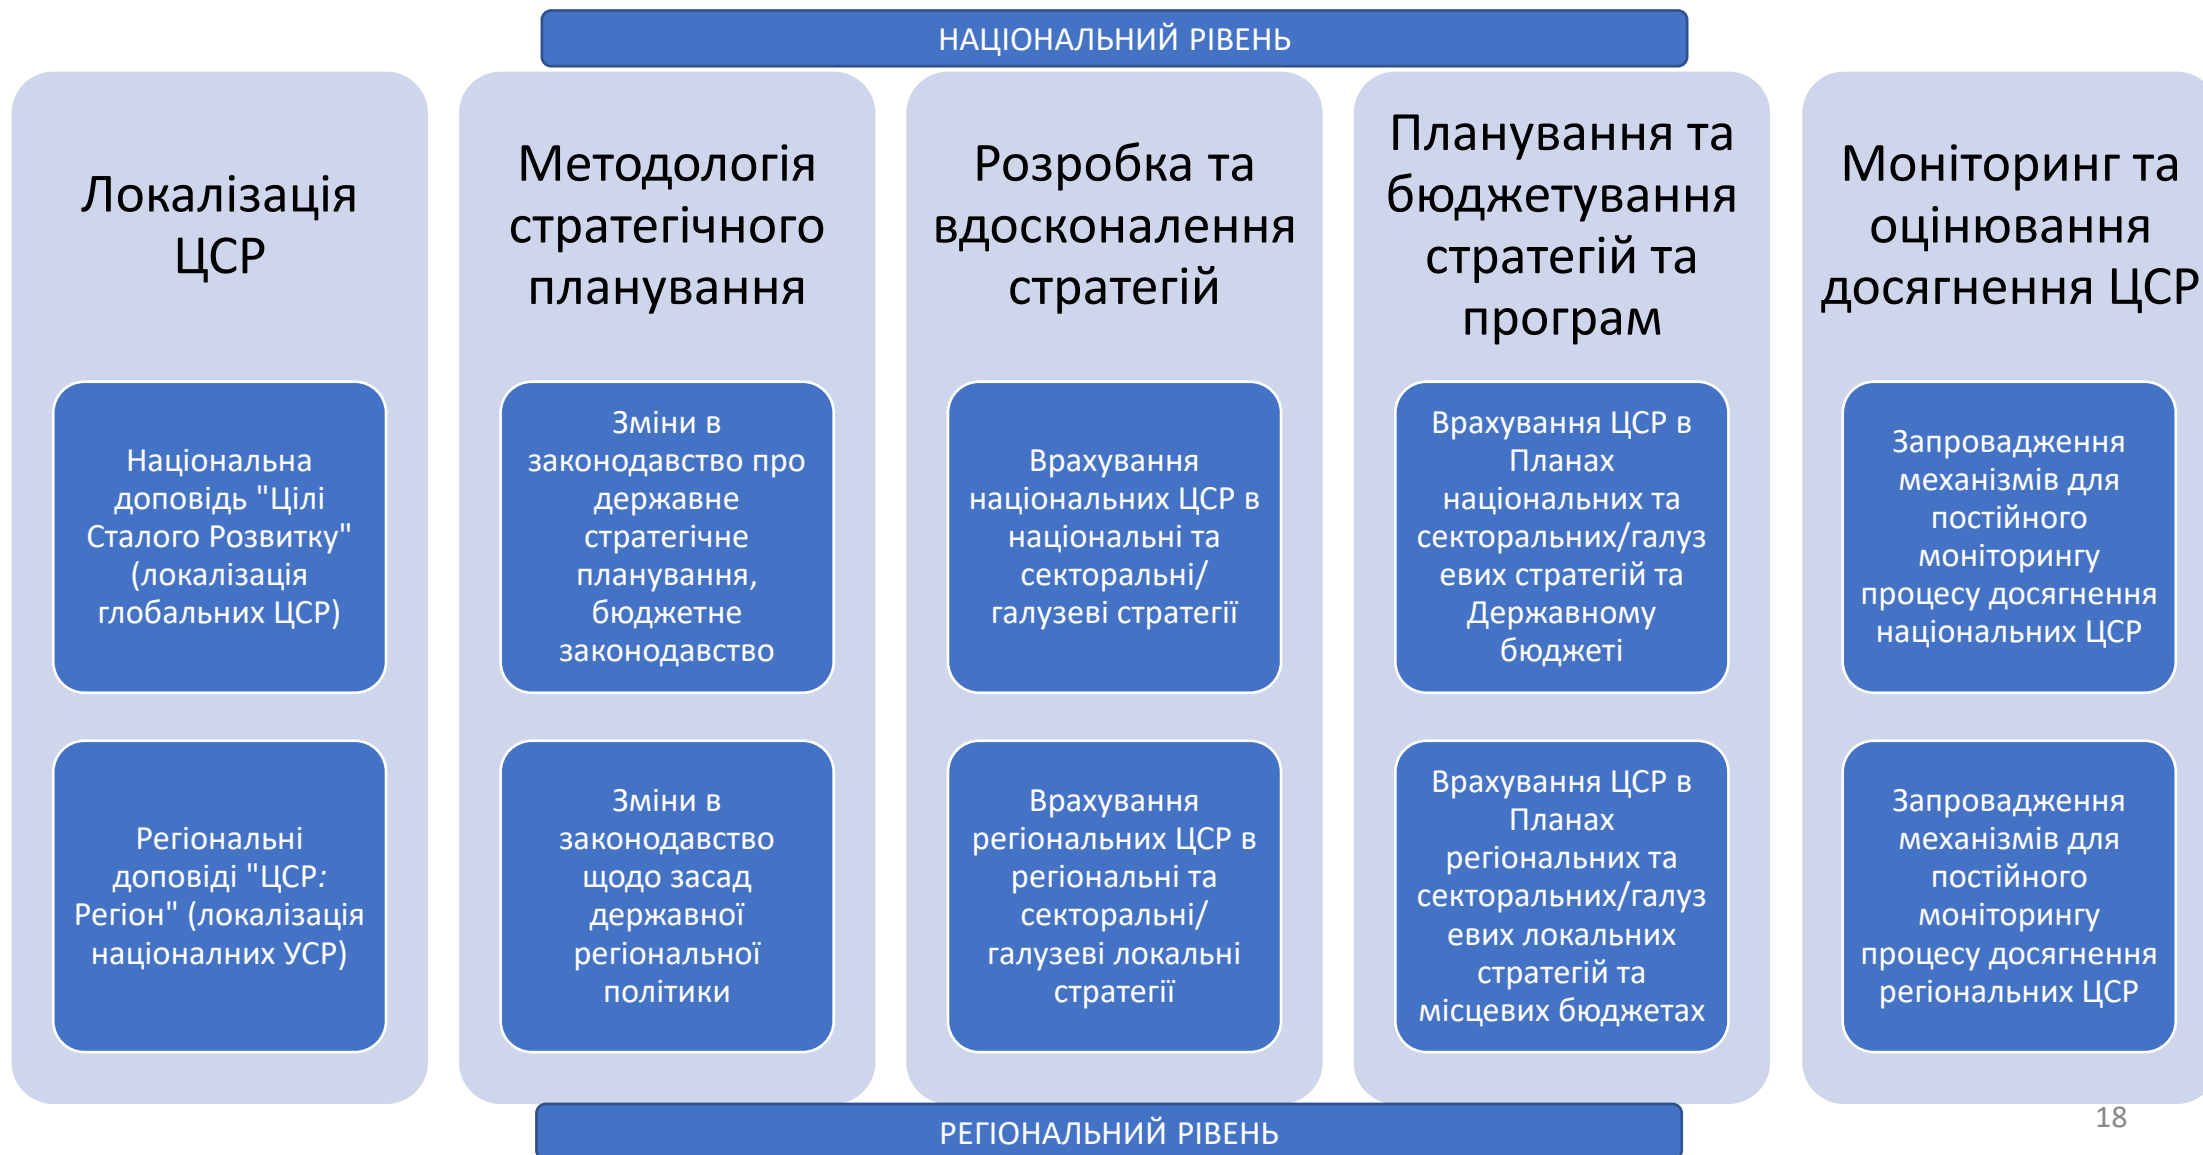 НАЦІОНАЛЬНИЙ РІВЕНЬ
Локалізація
ЦСР
Національна
доповідь "Цілі
Сталого Розвитку"
(локалізація
глобальних ЦСР)
Регіональні
доповіді "ЦСР:
Регіон" (локалізація
націоналних УСР)
Методологія
стратегічного
планування
Зміни в
законодавство про
державне
стратегічне
планування,
бюджетне
законодавство
Зміни в
законодавство
щодо засад
державної
регіональної
політики
Розробка та
вдосконалення
стратегій
Врахування
національних ЦСР в
національні та
секторальні/
галузеві стратегії
Врахування
регіональних ЦСР в
регіональні та
секторальні/
галузеві локальні
стратегії
Планування та
бюджетування
стратегій та
програм
Врахування ЦСР в
Планах
національних та
секторальних/галуз
евих стратегій та
Державному
бюджеті
Врахування ЦСР в
Планах
регіональних та
секторальних/галуз
евих локальних
стратегій та
місцевих бюджетах
Моніторинг та
оцінювання
досягнення ЦСР
Запровадження
механізмів для
постійного
моніторингу
процесу досягнення
національних ЦСР
Запровадження
механізмів для
постійного
моніторингу
процесу досягнення
регіональних ЦСР
РЕГІОНАЛЬНИЙ РІВЕНЬ
18